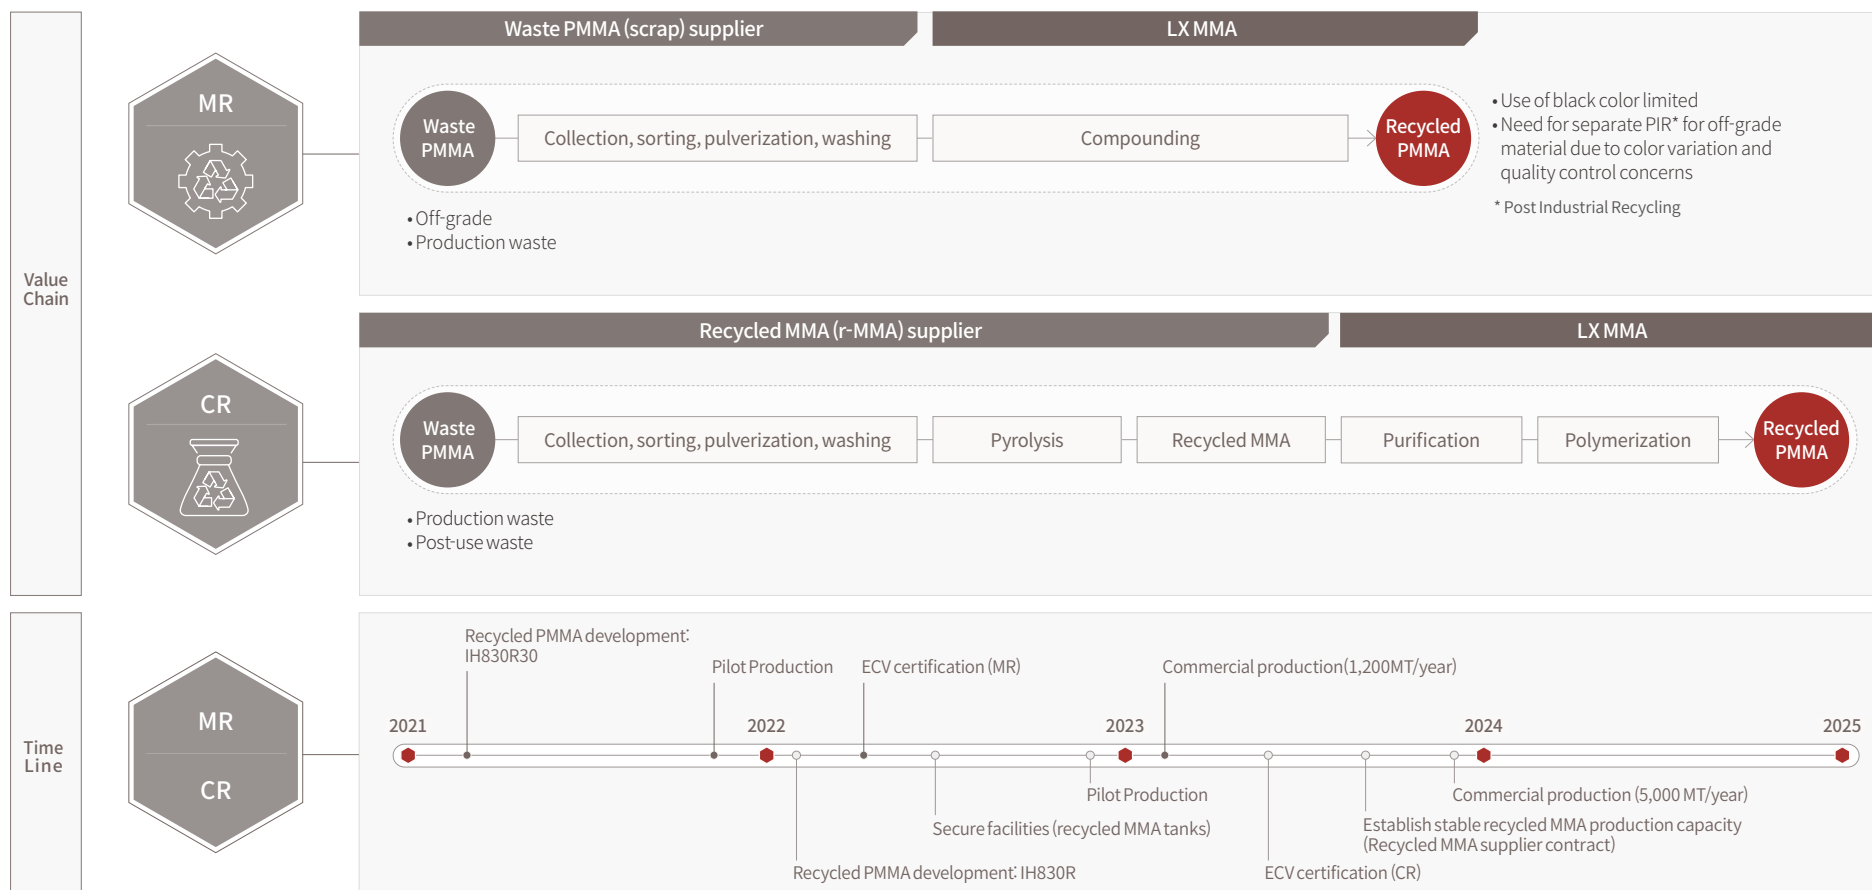 Value
Chain
MR
Waste PMMA (scrap) supplier
LX MMA
Waste
PMMA
Collection, sorting, pulverization, washing
Compounding
Recycled
PMMA
• Off-grade
• Production waste
• Use of black color limited
• Need for separate PIR* for off-grade
material due to color variation and
quality control concerns
* Post Industrial Recycling
CR
Recycled MMA (r-MMA) supplier
LX MMA
Waste
PMMA
Collection, sorting, pulverization, washing
Pyrolysis
Recycled MMA
Purification
Polymerization
Recycled
PMMA
• Production waste
• Post-use waste
Time
Line
MR
CR
Recycled PMMA development:
IH830R30
Pilot Production
ECV certification (MR)
Commercial production(1,200MT/year)
2021
2022
2023
2024
2025
Pilot Production
Commercial production (5,000 MT/year)
Secure facilities (recycled MMA tanks)
Establish stable recycled MMA production capacity
(Recycled MMA supplier contract)
Recycled PMMA development: IH830R
ECV certification (CR)